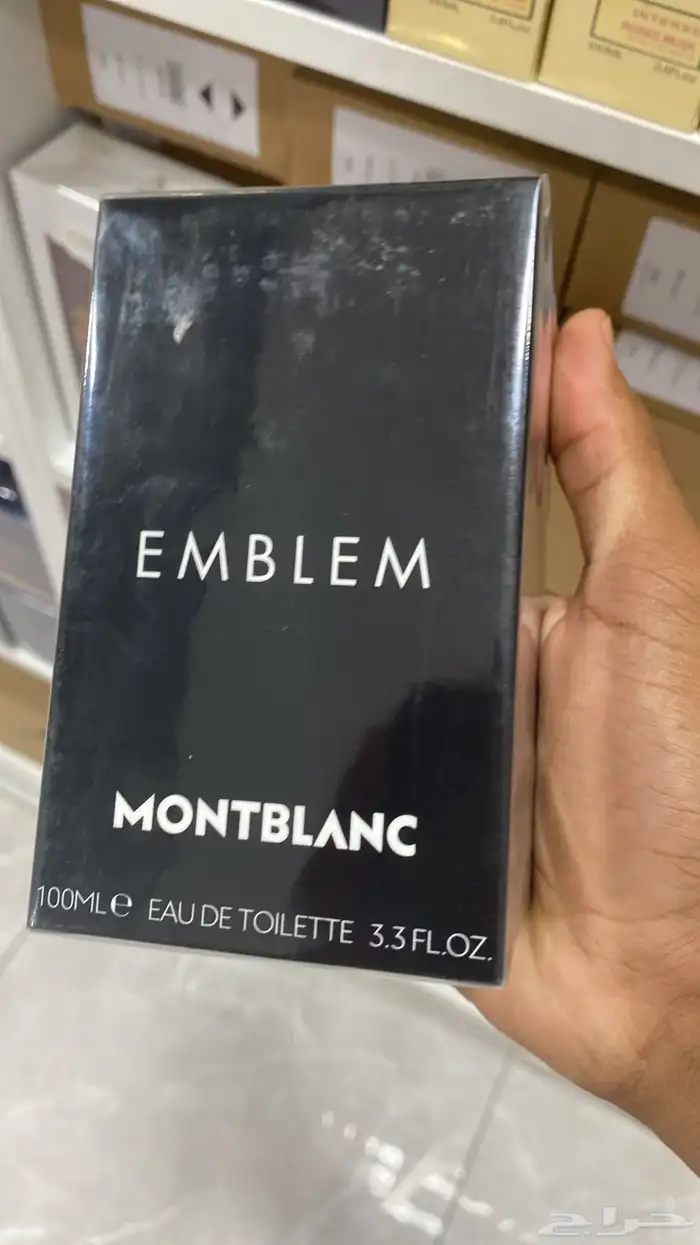 EMBLEM
MONTBLANC
100ML e EAU DE TOILETTE 3.3 FL.OZ.
حراج